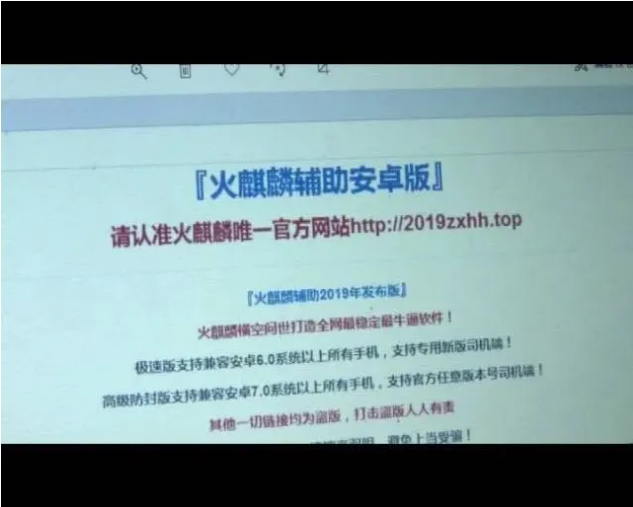 『火麒麟辅助安卓版』
请认准火麒麟唯一官方网站http://2019zxhh.top
『火麒麟辅助2019年发布版』
火麒麟横空问世打造全网最稳定最牛逼软件！
极速版支持兼容安卓6.0系统以上所有手机，支持专用新版司机端！
高级防封版支持兼容安卓7.0系统以上所有手机，支持官方任意版本号司机端！
其他一切链接均为盗版，打击盗版人人有责
避免上当受骗！